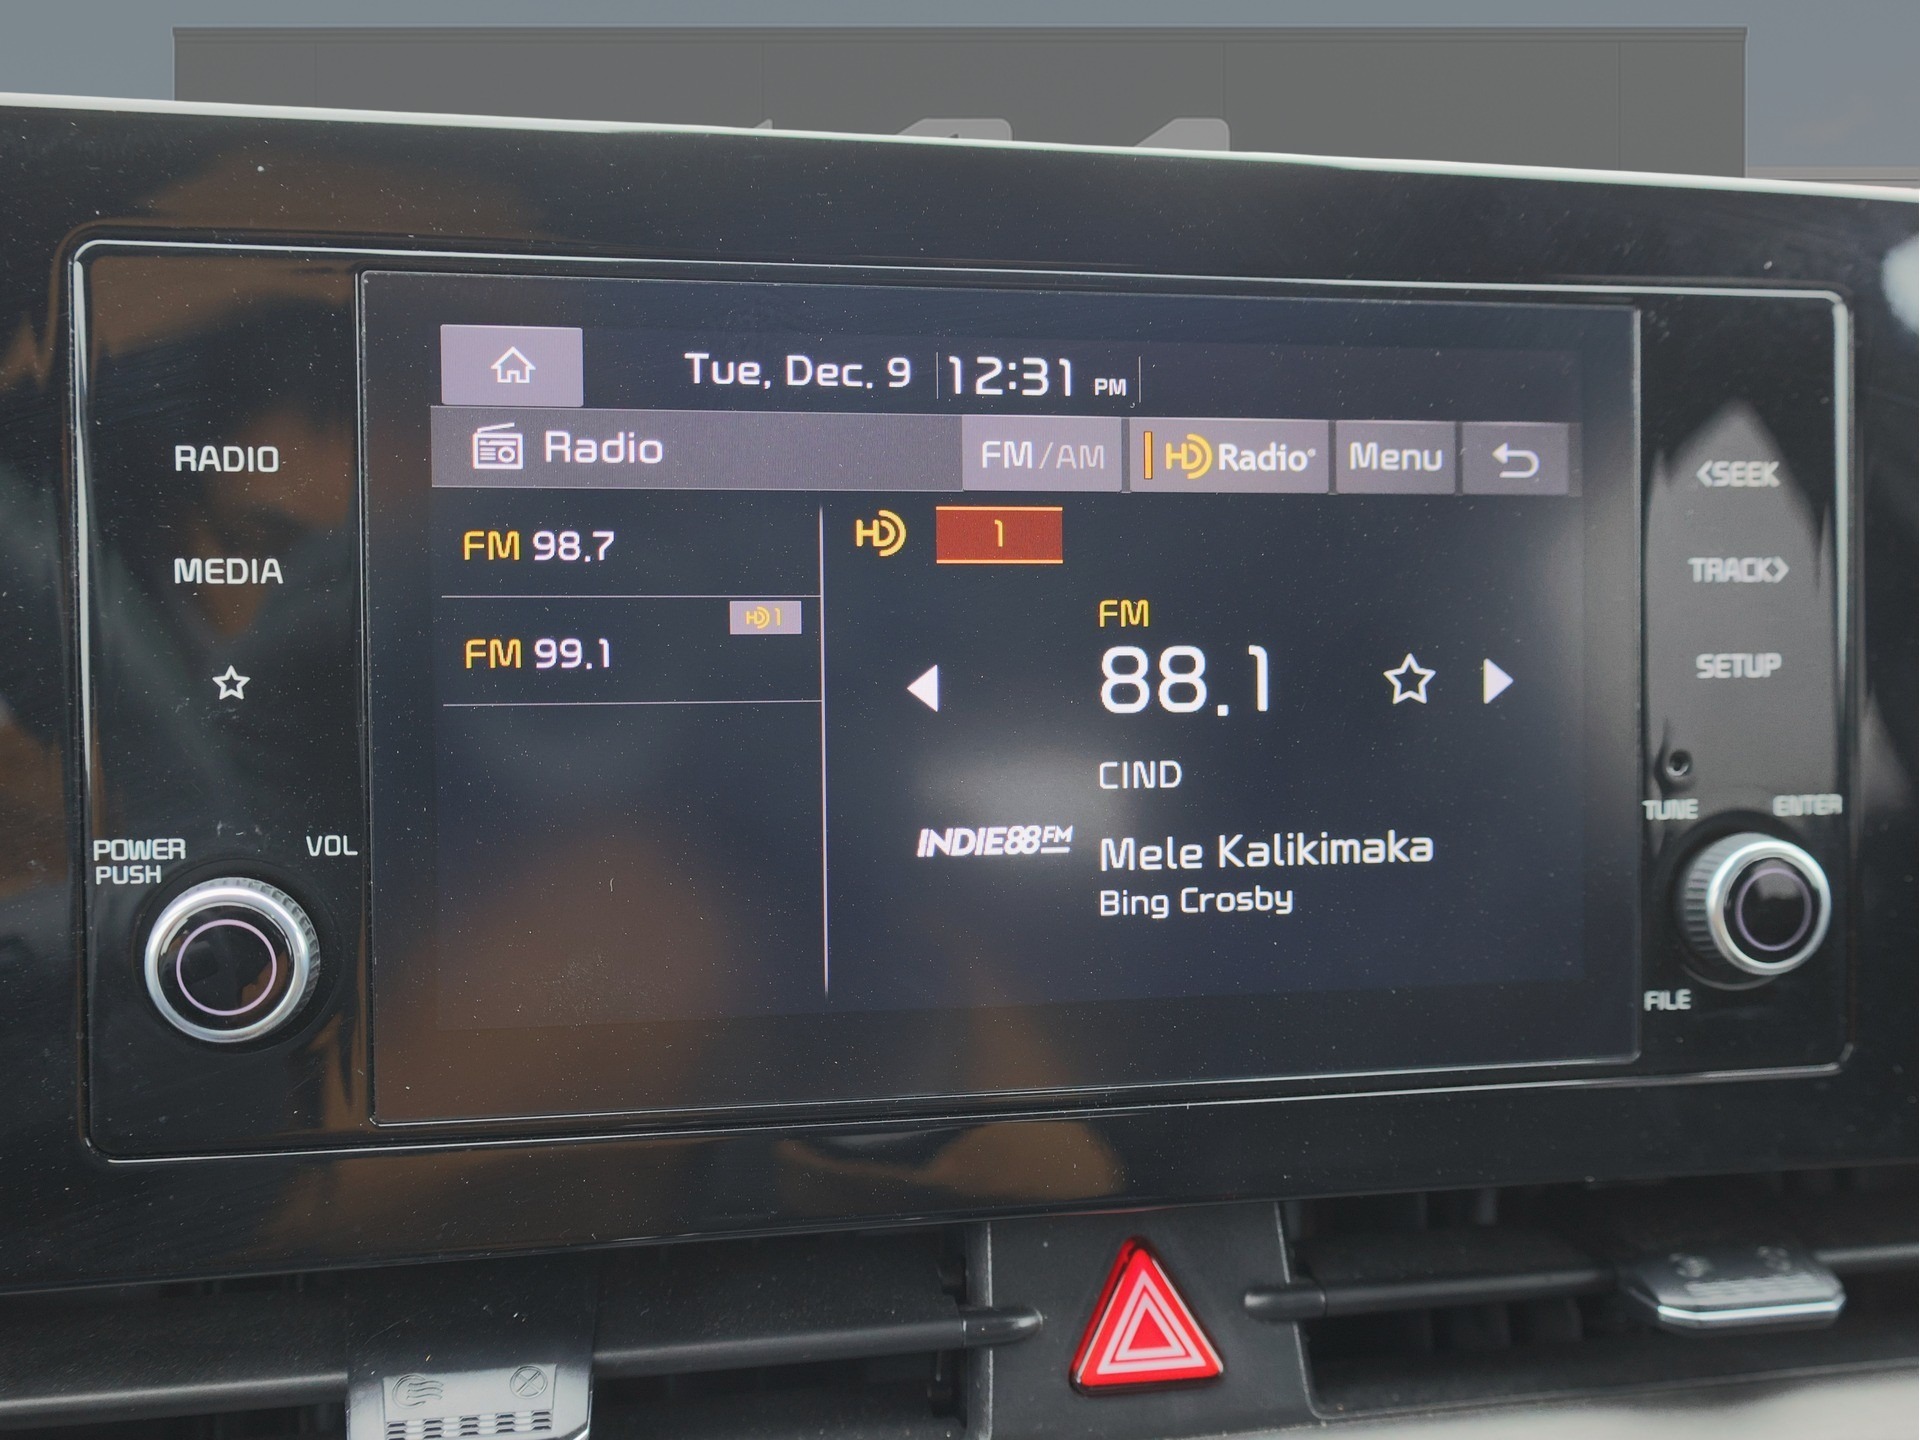 Tue, Dec. 9 12:31 PM
Radio FM/AM HD Radio Menu
RADIO
MEDIA
POWER
PUSH
VOL
FM 98.7
HD 1
FM 99.1
HD 1
FM
88.1
CIND
INDIE88FM
Mele Kalikimaka
Bing Crosby
<SEEK
TRACK>
SETUP
TUNE
ENTER
FILE